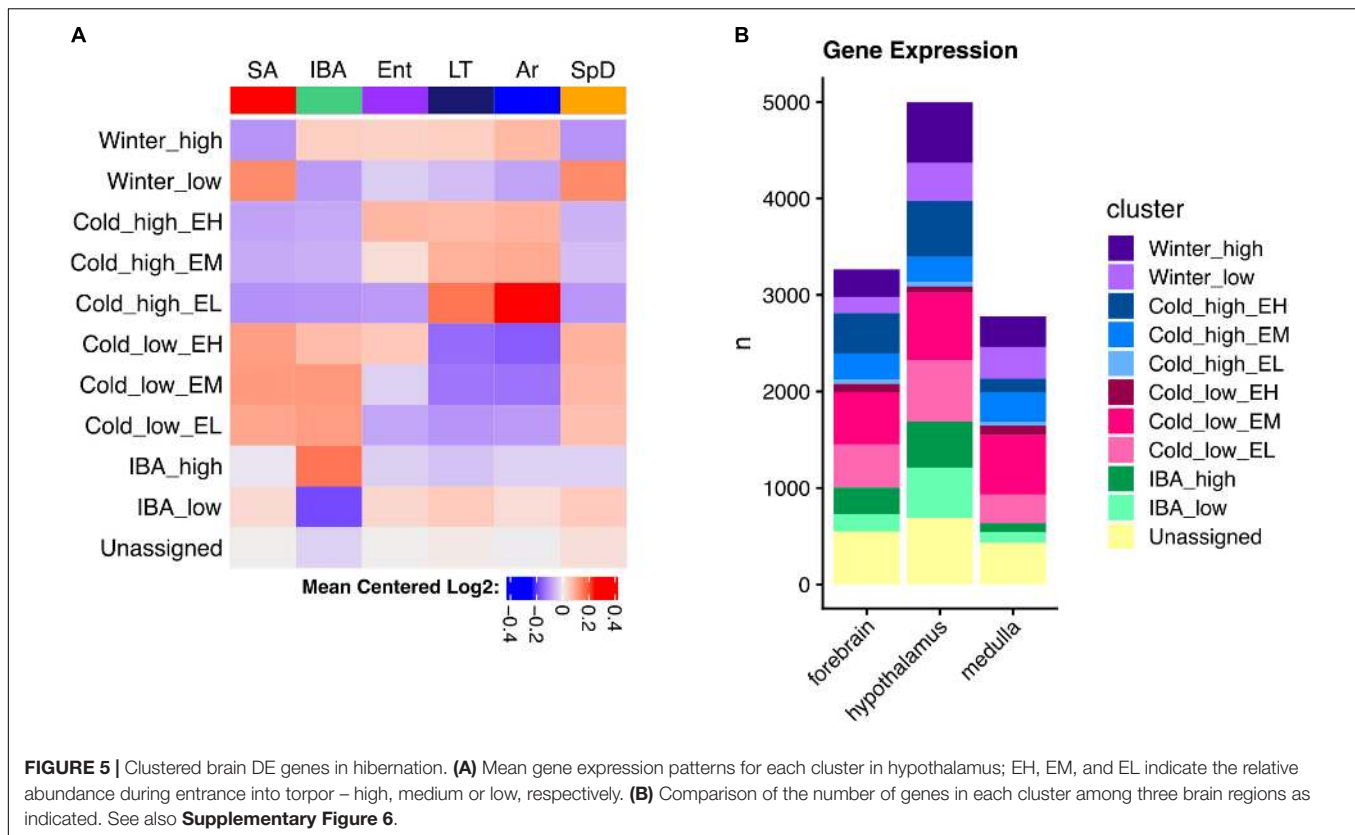 A
SA IBA Ent LT Ar SpD
Winter_high
Winter_low
Cold_high_EH
Cold_high_EM
Cold_high_EL
Cold_low_EH
Cold_low_EM
Cold_low_EL
IBA_high
IBA_low
Unassigned
Mean Centered Log2:
−0.4 −0.2 0 0.2 0.4
B
Gene Expression
n
5000
4000
3000
2000
1000
0
forebrain
hypothalamus
medulla
cluster
Winter_high
Winter_low
Cold_high_EH
Cold_high_EM
Cold_high_EL
Cold_low_EH
Cold_low_EM
Cold_low_EL
IBA_high
IBA_low
Unassigned
FIGURE 5 | Clustered brain DE genes in hibernation. (A) Mean gene expression patterns for each cluster in hypothalamus; EH, EM, and EL indicate the relative
abundance during entrance into torpor – high, medium or low, respectively. (B) Comparison of the number of genes in each cluster among three brain regions as
indicated. See also Supplementary Figure 6.